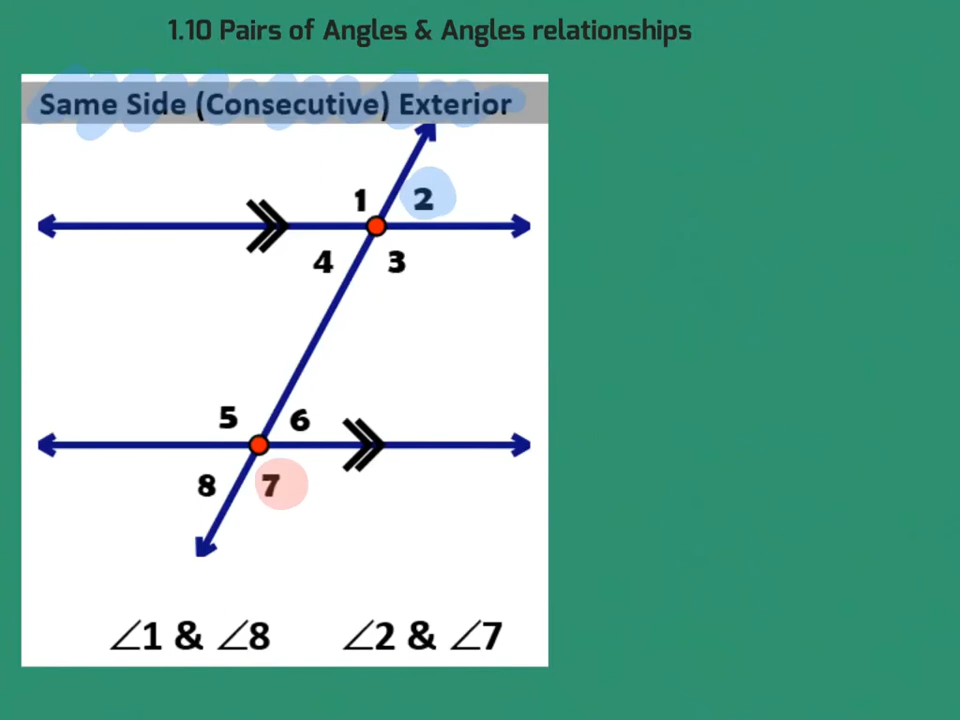 1.10 Pairs of Angles & Angles relationships
Same Side (Consecutive) Exterior
1 2
4 3
5 6
8 7
∠1 & ∠8 ∠2 & ∠7